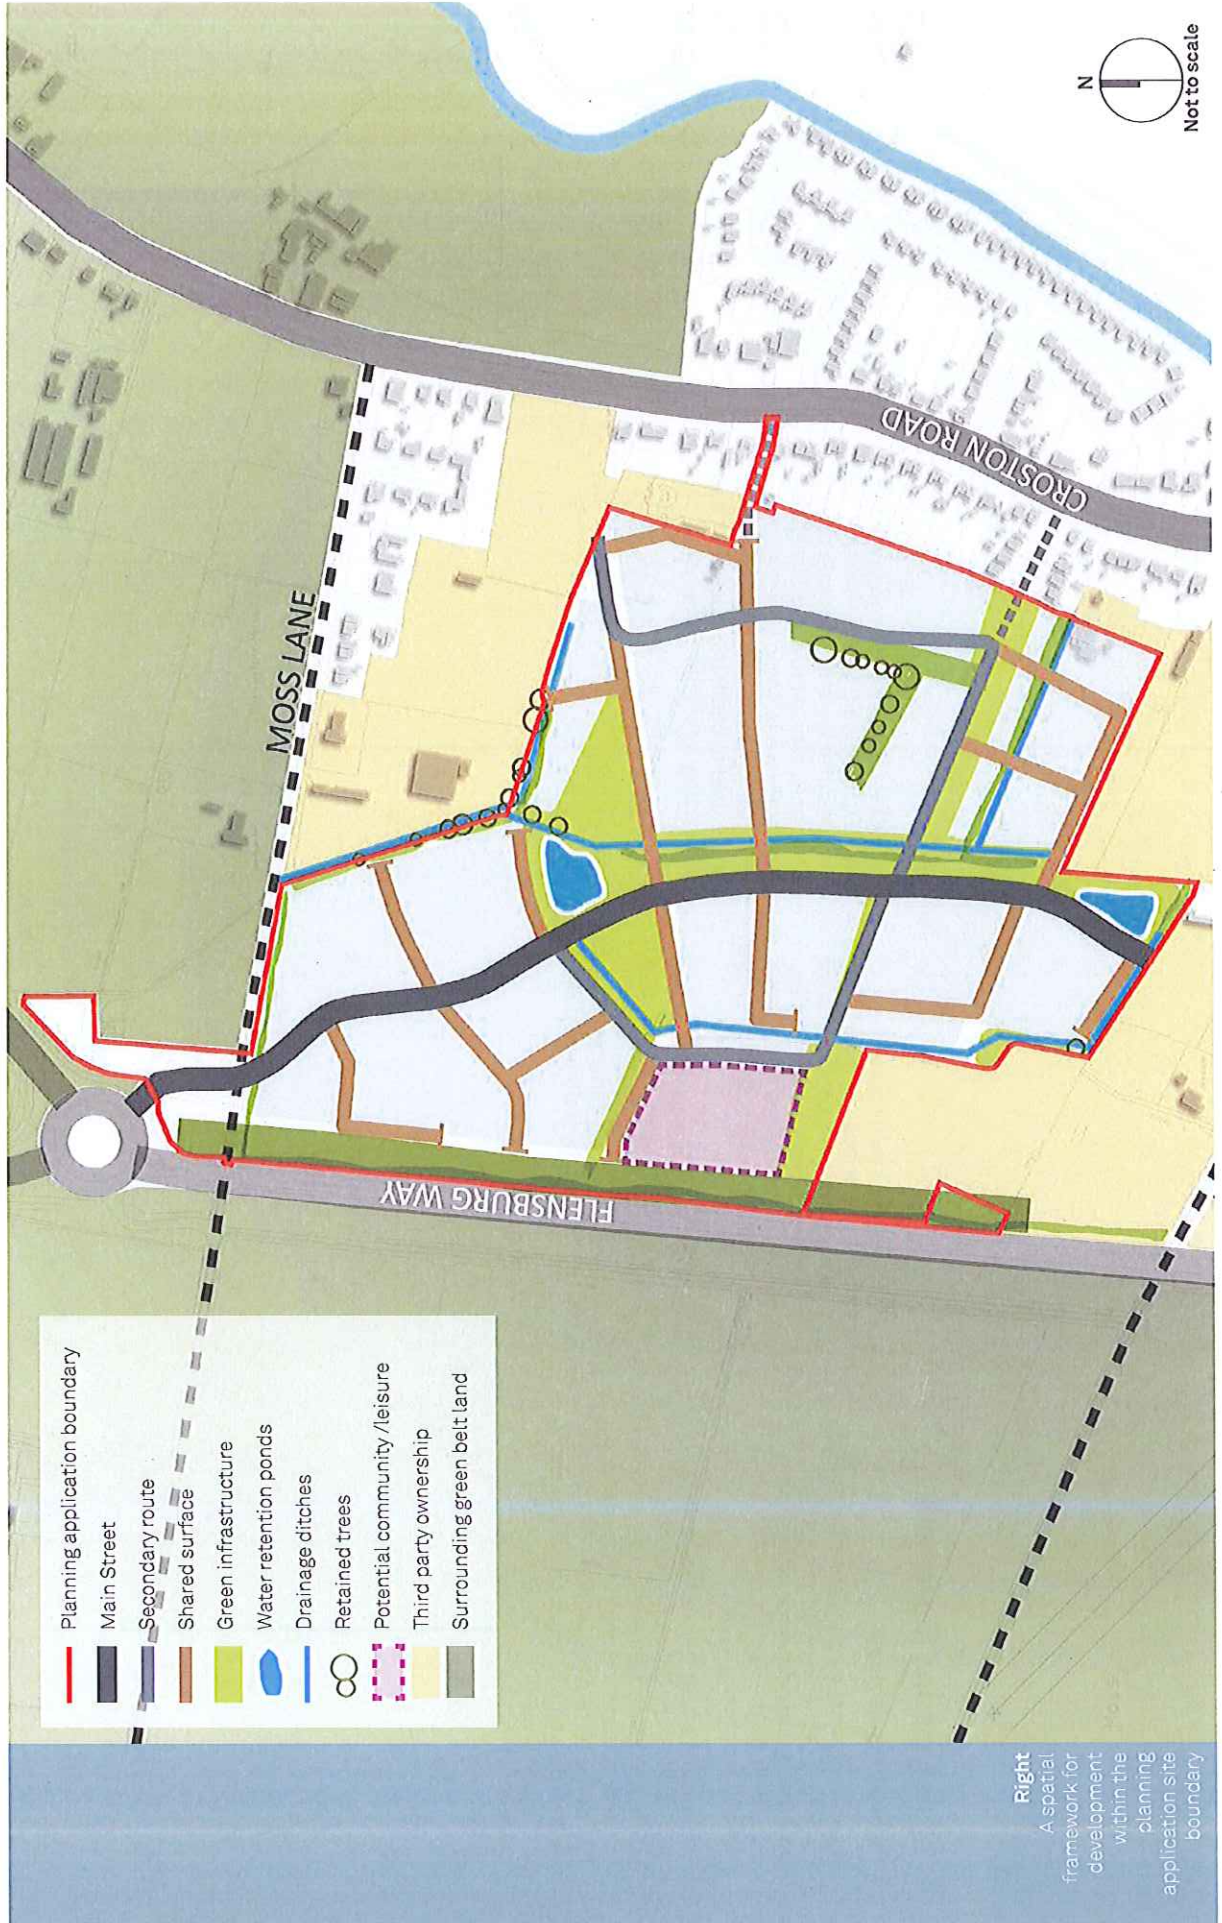 Planning application boundary
Main Street
Secondary route
Shared surface
Green infrastructure
Water retention ponds
Drainage ditches
Retained trees
Potential community/leisure
Third party ownership
Surrounding green belt land
MOSS LANE
FLENSBURG WAY
CROSTON ROAD
N
Not to scale
Right
A spatial
framework for
development
within the
planning
application site
boundary